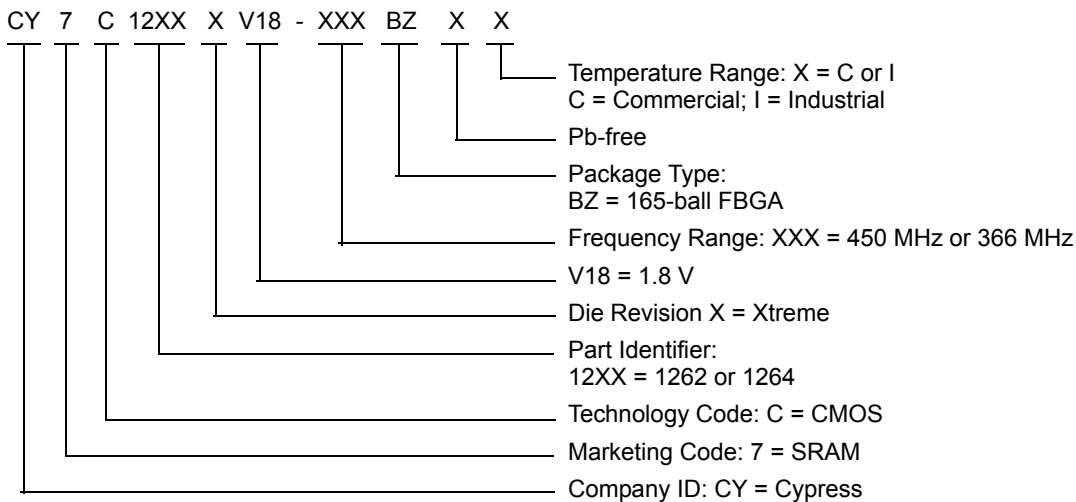 CY 7 C 12XX X V18 - XXX BZ X X
Temperature Range: X = C or I
C = Commercial; I = Industrial
Pb-free
Package Type:
BZ = 165-ball FBGA
Frequency Range: XXX = 450 MHz or 366 MHz
V18 = 1.8 V
Die Revision X = Xtreme
Part Identifier:
12XX = 1262 or 1264
Technology Code: C = CMOS
Marketing Code: 7 = SRAM
Company ID: CY = Cypress